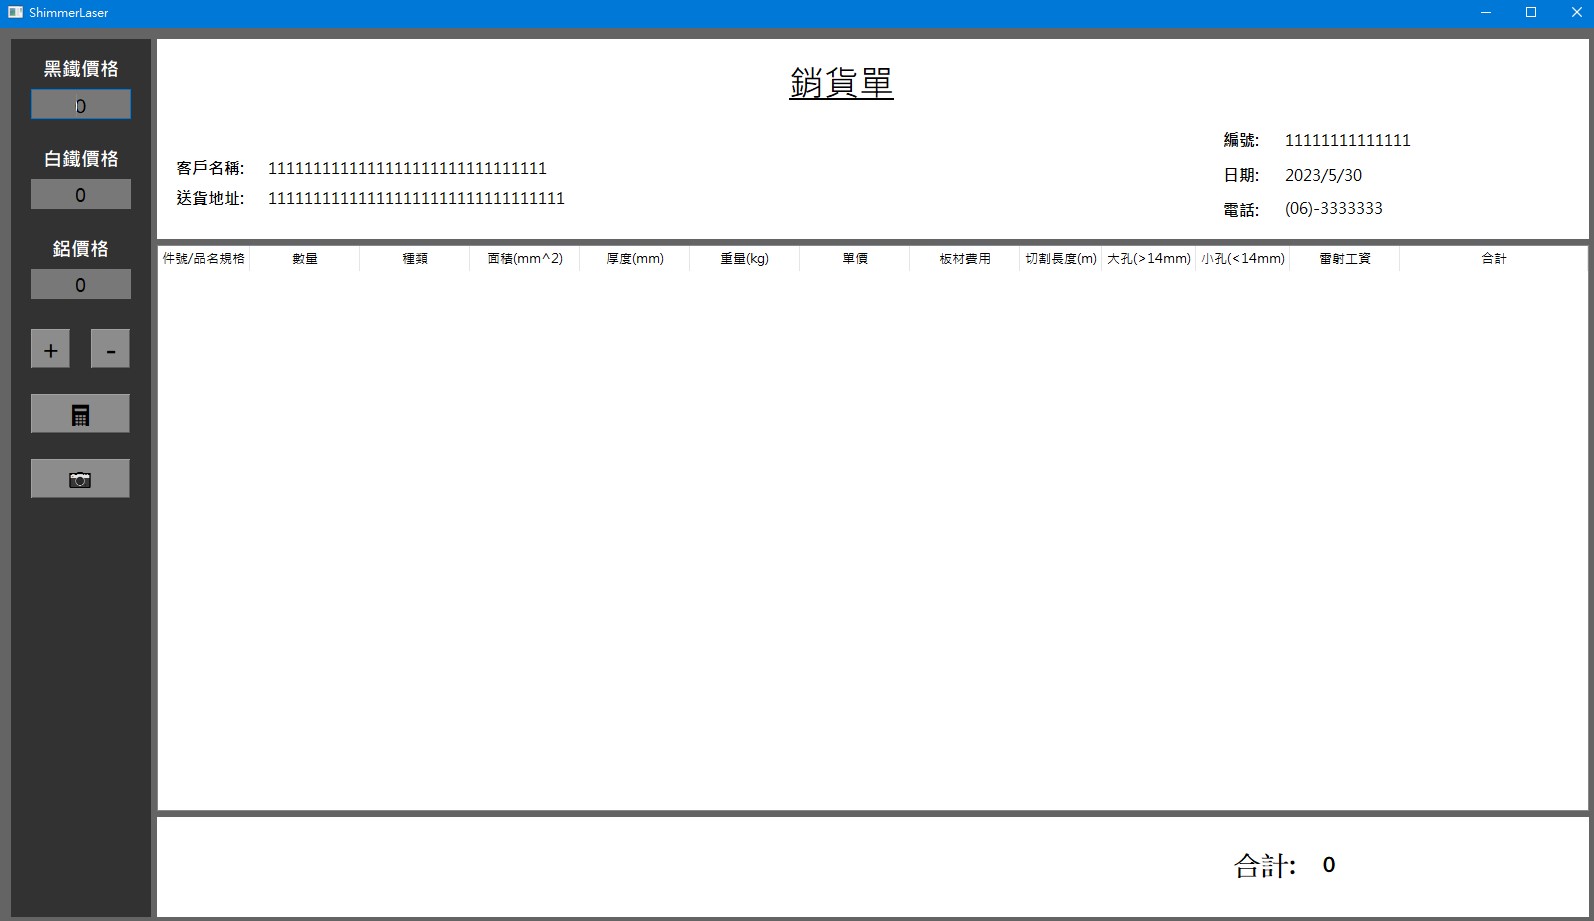 ShimmerLaser
黑鐵價格
0
白鐵價格
0
鋁價格
0
+ -
銷貨單
客戶名稱: 1111111111111111111111111111111
送貨地址: 111111111111111111111111111111111
編號: 11111111111111
日期: 2023/5/30
電話: (06)-3333333
件號/品名規格 數量 種類 面積(mm^2) 厚度(mm) 重量(kg) 單價 板材費用 切割長度(m) 大孔(>14mm) 小孔(<14mm) 雷射工資 合計
合計: 0